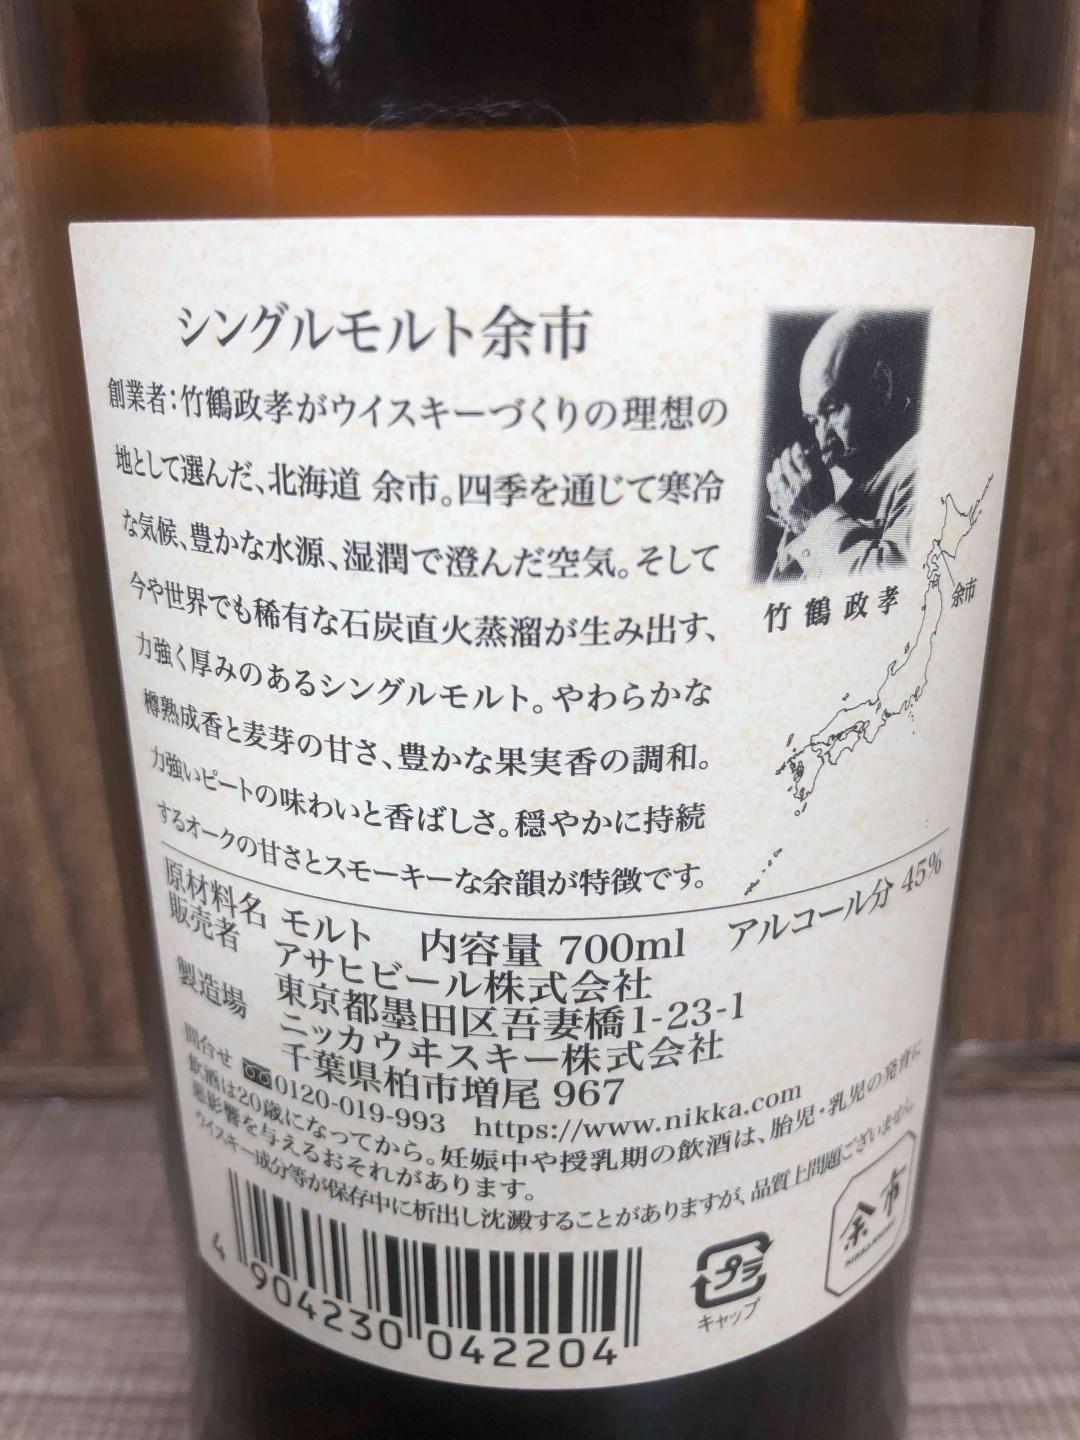 シングルモルト余市
創業者:竹鶴政孝がウイスキーづくりの理想の
地として選んだ、北海道 余市。四季を通じて寒冷
な気候、豊かな水源、湿潤で澄んだ空気。そして
今や世界でも稀有な石炭直火蒸溜が生み出す、
力強く厚みのあるシングルモルト。やわらかな
樽熟成香と麦芽の甘さ、豊かな果実香の調和。
力強いピートの味わいと香ばしさ。穏やかに持続
するオークの甘さとスモーキーな余韻が特徴です。
竹鶴政孝
余市
原材料名 モルト 内容量 700ml アルコール分 45%
販売者 アサヒビール株式会社
東京都墨田区吾妻橋1-23-1
製造場 ニッカウヰスキー株式会社
千葉県柏市増尾 967
問合せ 0120-019-993 https://www.nikka.com
飲酒は20歳になってから。妊娠中や授乳期の飲酒は、胎児・乳児の発育に
悪影響を与えるおそれがあります。
ウイスキー成分等が保存中に析出し沈澱することがありますが、品質上問題ございません。
4 904230 042204
プラ
キャップ
余市